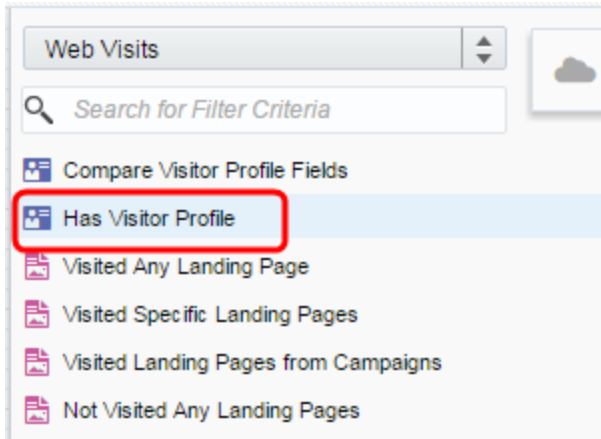 Web Visits
Search for Filter Criteria
Compare Visitor Profile Fields
Has Visitor Profile
Visited Any Landing Page
Visited Specific Landing Pages
Visited Landing Pages from Campaigns
Not Visited Any Landing Pages